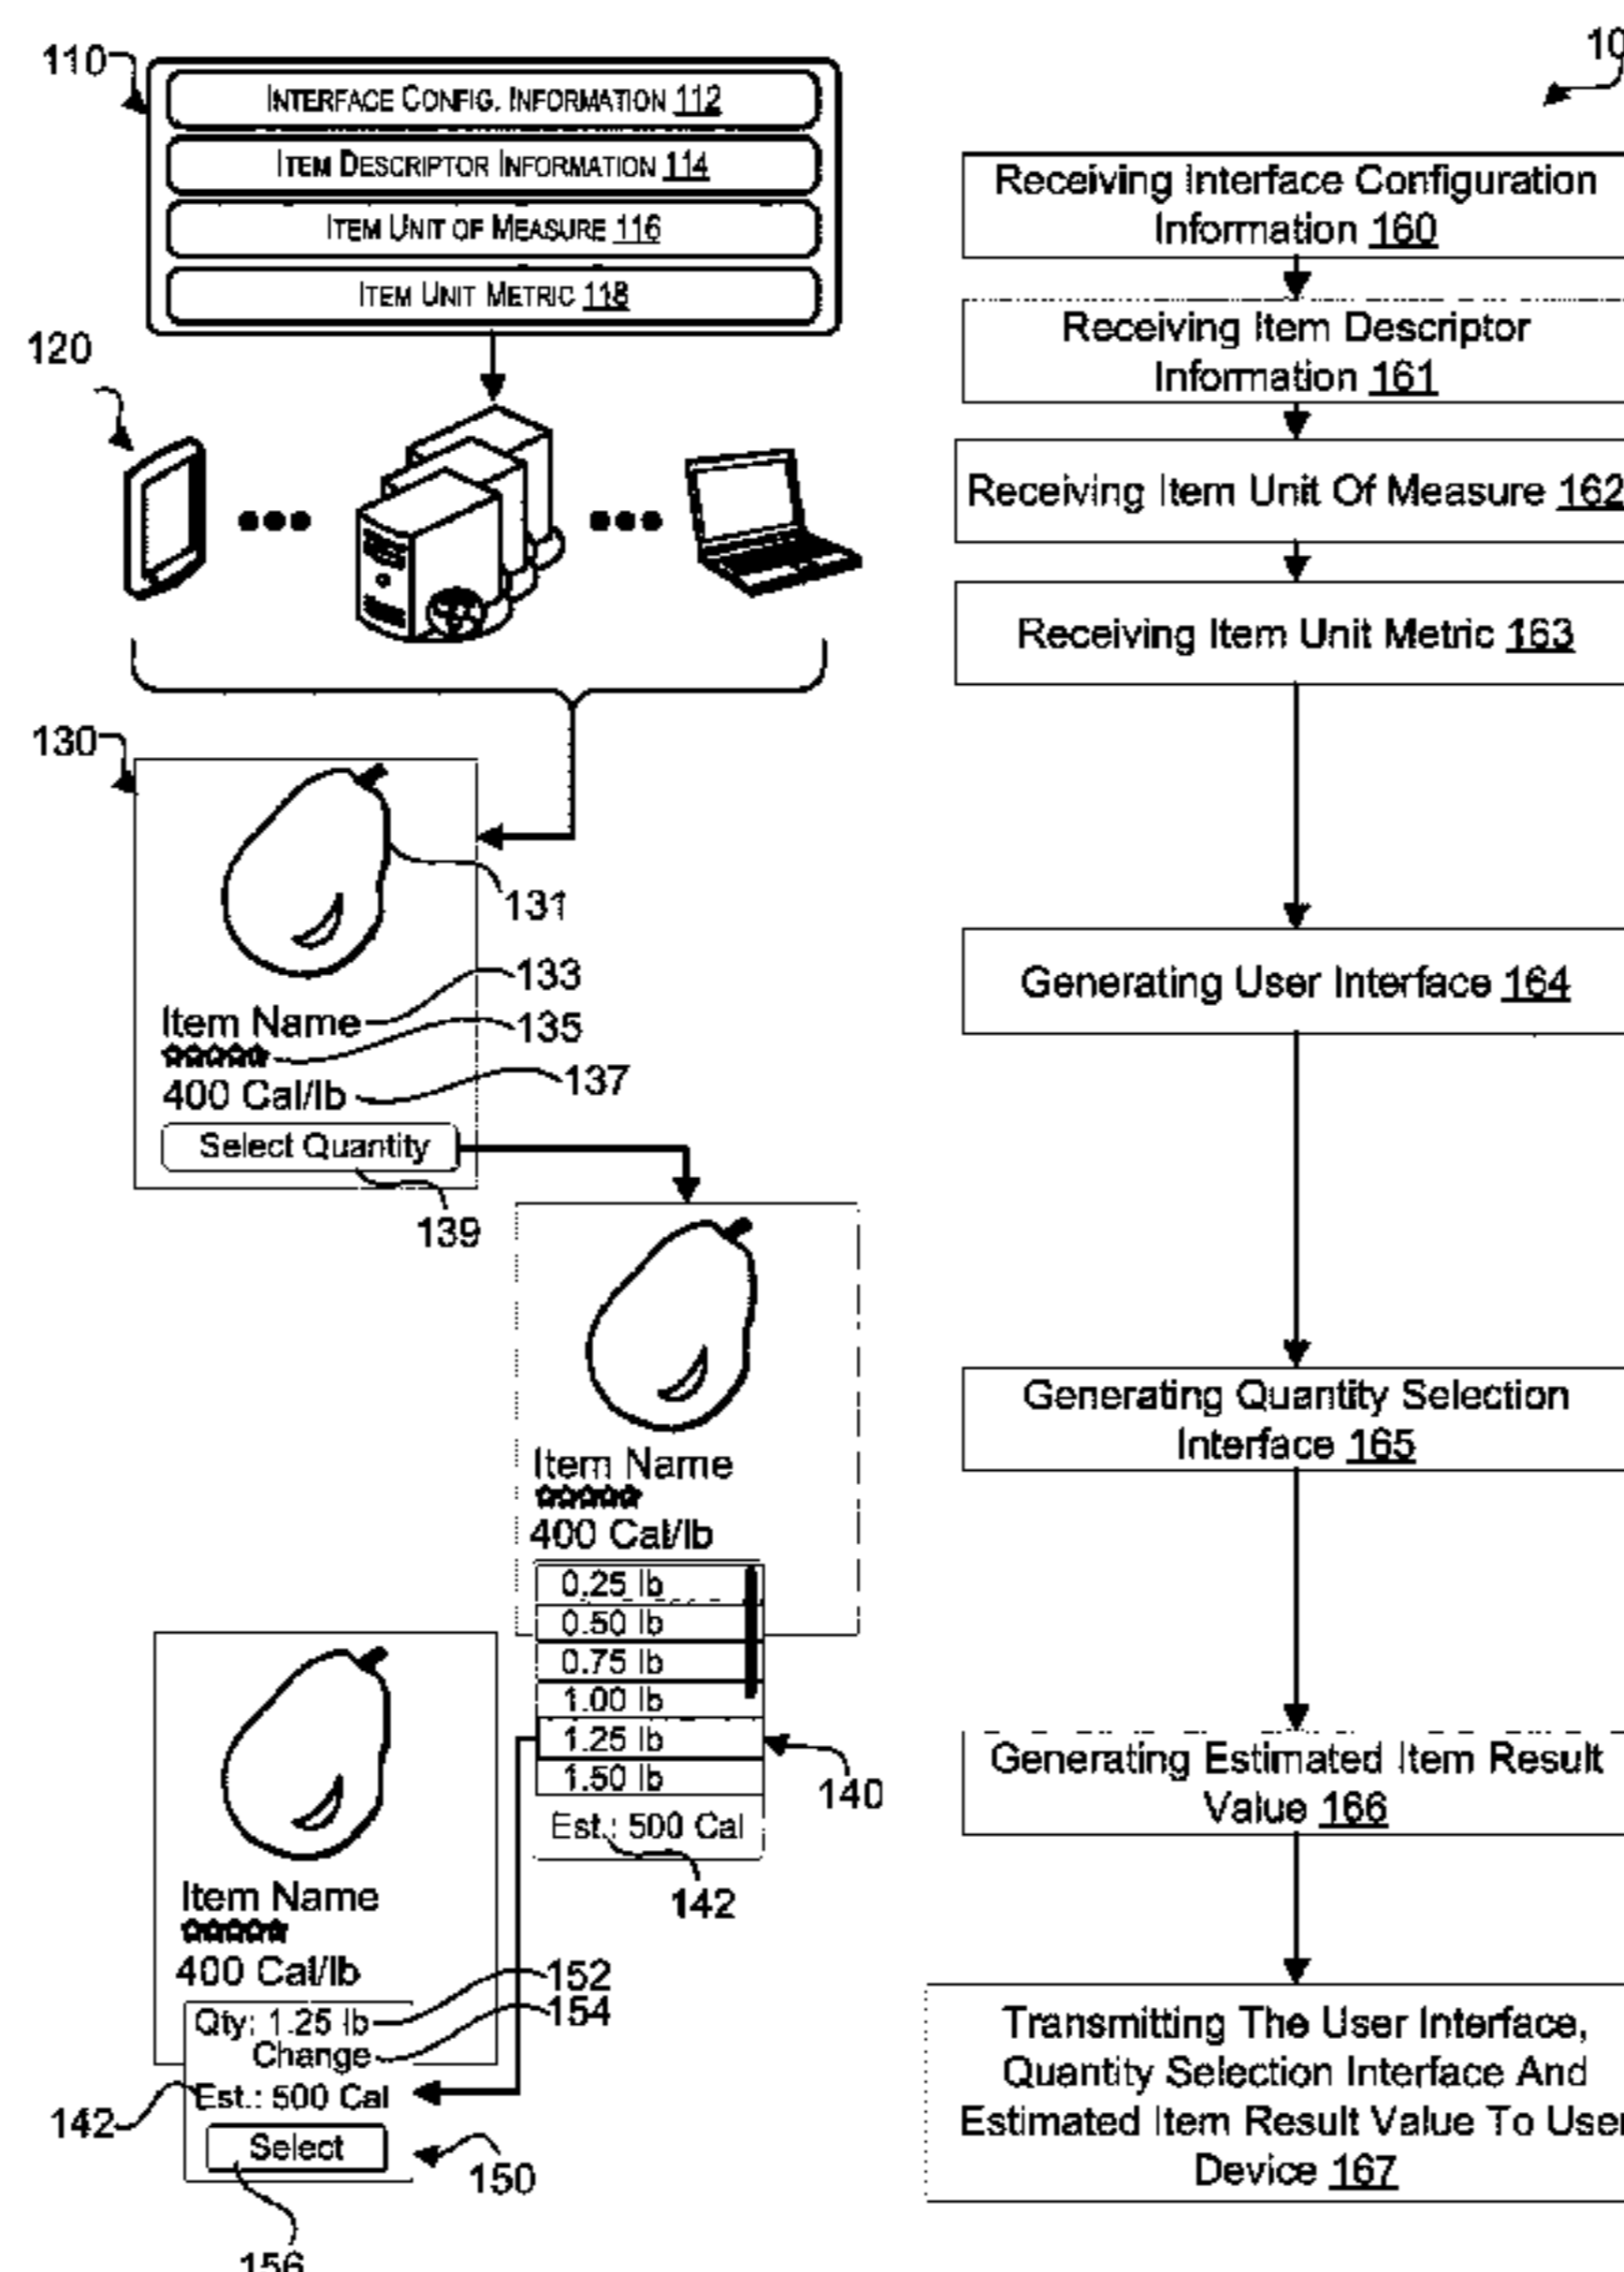 110
INTERFACE CONFIG. INFORMATION 112
ITEM DESCRIPTOR INFORMATION 114
ITEM UNIT OF MEASURE 116
ITEM UNIT METRIC 118
120
130
131
Item Name
133
135
400 Cal/lb
137
Select Quantity
139
Item Name
400 Cal/lb
0.25 lb
0.50 lb
0.75 lb
1.00 lb
1.25 lb
1.50 lb
140
Est.: 500 Cal
142
Item Name
400 Cal/lb
Qty: 1.25 lb
152
Change
154
Est.: 500 Cal
142
Select
150
156
Receiving Interface Configuration
Information 160
Receiving Item Descriptor
Information 161
Receiving Item Unit Of Measure 162
Receiving Item Unit Metric 163
Generating User Interface 164
Generating Quantity Selection
Interface 165
Generating Estimated Item Result
Value 166
Transmitting The User Interface,
Quantity Selection Interface And
Estimated Item Result Value To User
Device 167